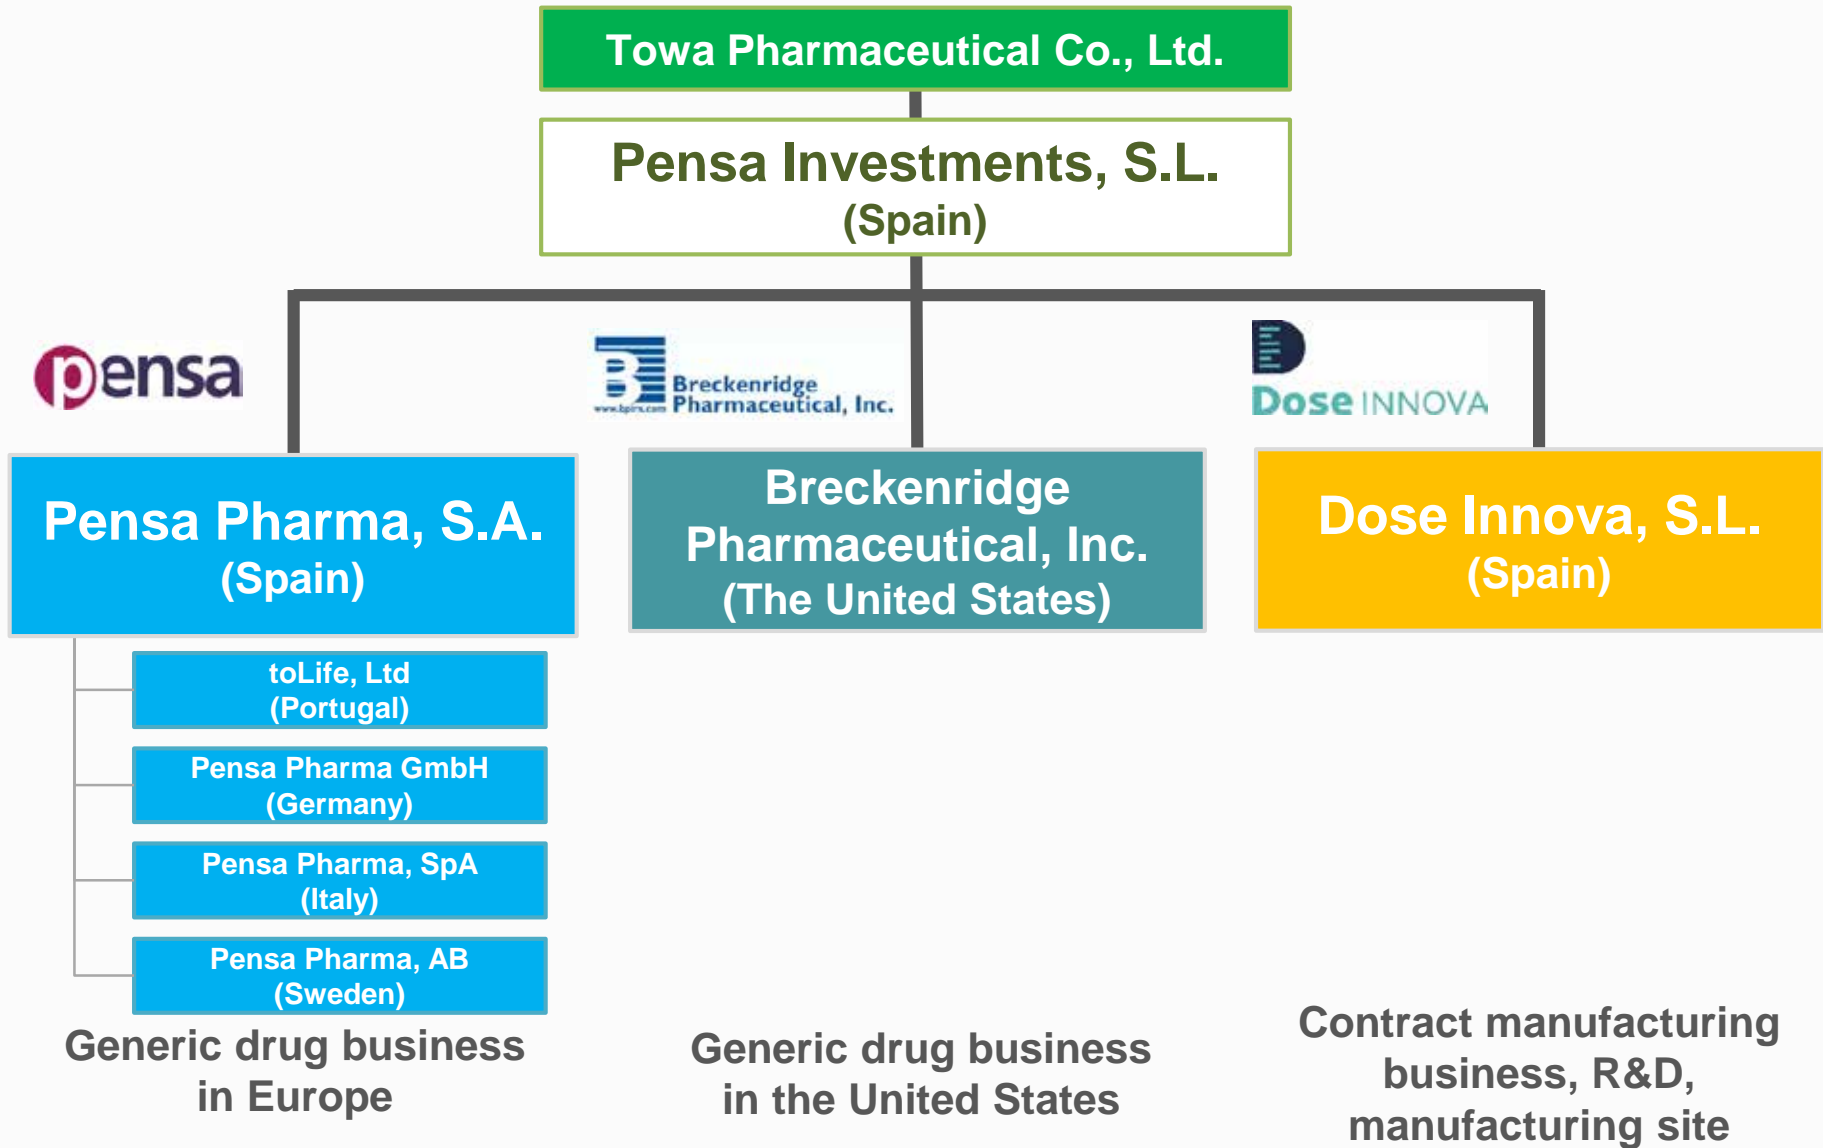 Towa Pharmaceutical Co., Ltd.
Pensa Investments, S.L.
(Spain)
pensa
B
www.bpirx.com
Breckenridge
Pharmaceutical, Inc.
Dose INNOVA
Pensa Pharma, S.A.
(Spain)
Breckenridge
Pharmaceutical, Inc.
(The United States)
Dose Innova, S.L.
(Spain)
toLife, Ltd
(Portugal)
Pensa Pharma GmbH
(Germany)
Pensa Pharma, SpA
(Italy)
Pensa Pharma, AB
(Sweden)
Generic drug business
in Europe
Generic drug business
in the United States
Contract manufacturing
business, R&D,
manufacturing site